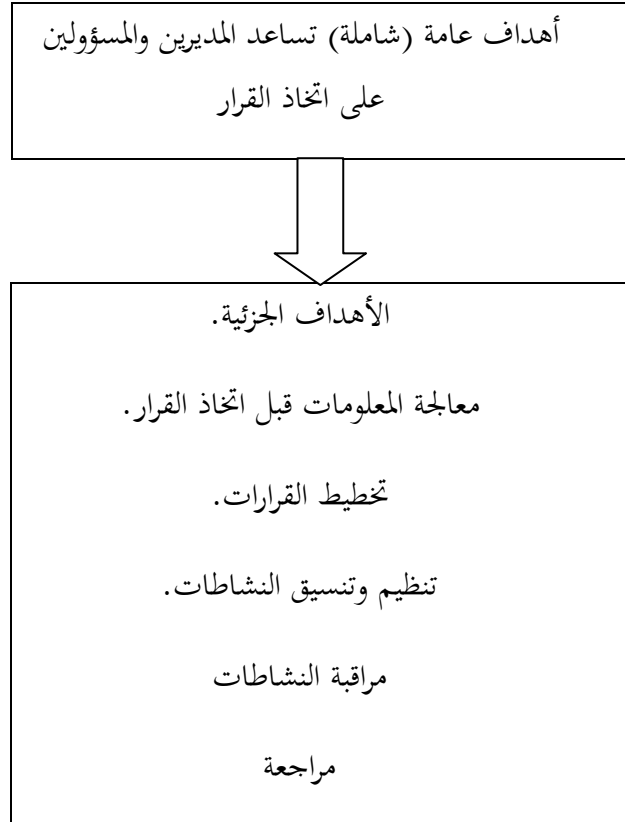 أهداف عامة (شاملة) تساعد المديرين والمسؤولين
على اتخاذ القرار
الأهداف الجزئية.
معالجة المعلومات قبل اتخاذ القرار.
تخطيط القرارات.
تنظيم وتنسيق النشاطات.
مراقبة النشاطات
مراجعة